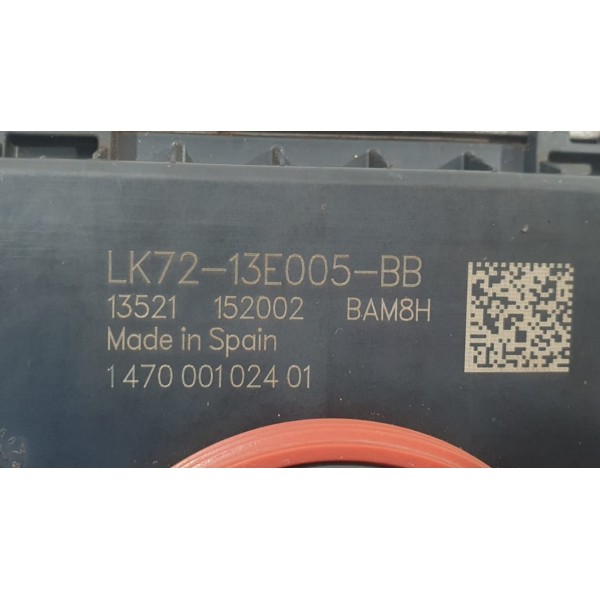 LK72-13E005-BB
13521 152002 BAM8H
Made in Spain
1 470 001 024 01